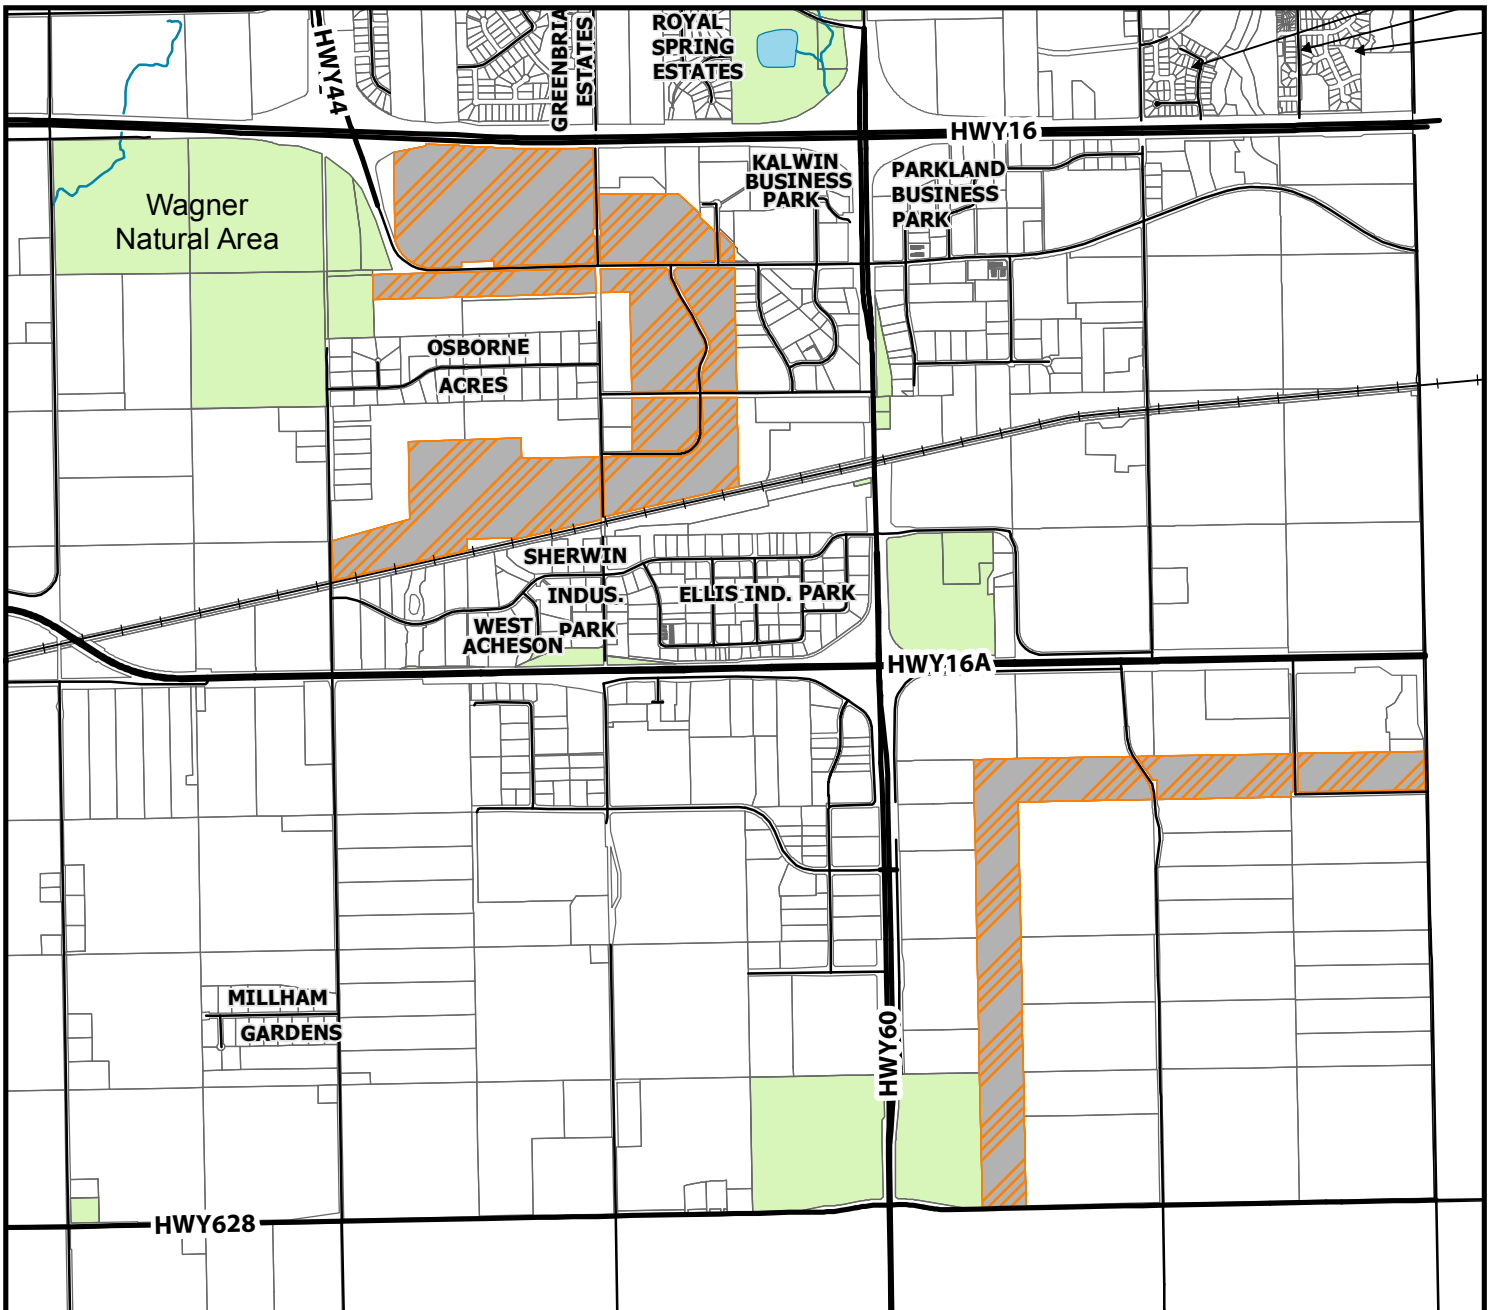 HWY44
GREENBRIA
ESTATES
ROYAL
SPRING
ESTATES
HWY16
Wagner
Natural Area
KALWIN
BUSINESS
PARK
PARKLAND
BUSINESS
PARK
OSBORNE
ACRES
SHERWIN
INDUS.
PARK
ELLIS IND. PARK
WEST
ACHESON
HWY16A
MILLHAM
GARDENS
HWY60
HWY628